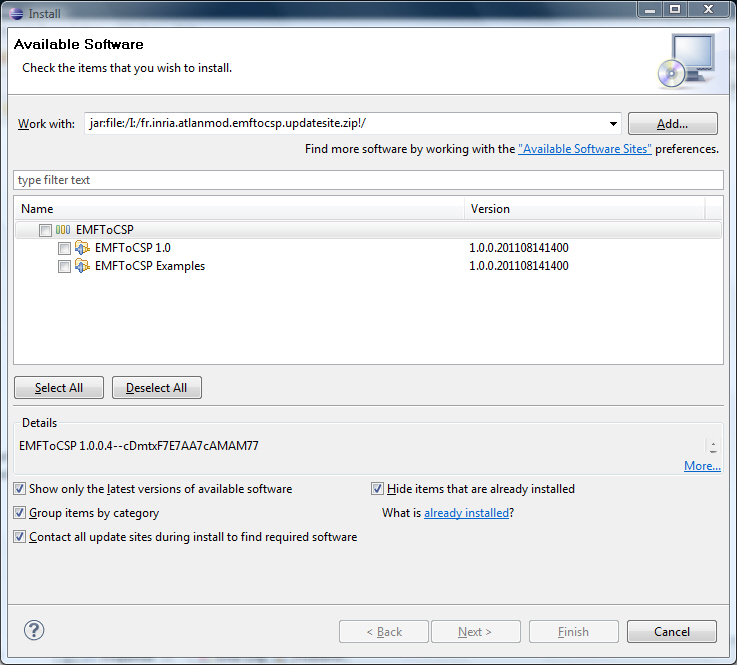 Install
Available Software
Check the items that you wish to install.
Work with: jar:file:/I:/fr.inria.atlanmod.emftocsp.updatesite.zip!/ Add...
Find more software by working with the "Available Software Sites" preferences.
type filter text
Name Version
EMFToCSP
EMFToCSP 1.0 1.0.0.201108141400
EMFToCSP Examples 1.0.0.201108141400
Select All Deselect All
Details
EMFToCSP 1.0.0.4--cDmtxF7E7AA7cAMAM77
More...
Show only the latest versions of available software Hide items that are already installed
Group items by category What is already installed?
Contact all update sites during install to find required software
? < Back Next > Finish Cancel